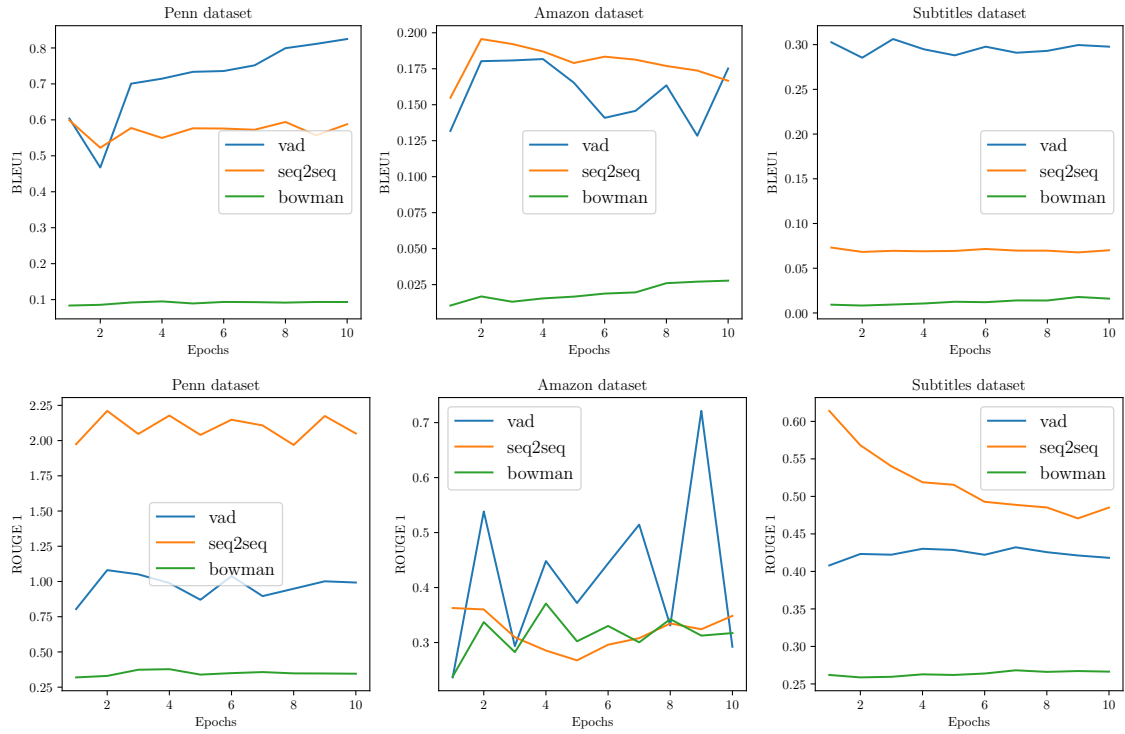 Penn dataset
0.8
0.7
0.6
0.5
0.4
0.3
0.2
0.1
BLEU1
vad
seq2seq
bowman
2 4 6 8 10
Epochs
Amazon dataset
0.200
0.175
0.150
0.125
0.100
0.075
0.050
0.025
BLEU1
vad
seq2seq
bowman
2 4 6 8 10
Epochs
Subtitles dataset
0.30
0.25
0.20
0.15
0.10
0.05
0.00
BLEU1
vad
seq2seq
bowman
2 4 6 8 10
Epochs
Penn dataset
2.25
2.00
1.75
1.50
1.25
1.00
0.75
0.50
0.25
ROUGE 1
vad
seq2seq
bowman
2 4 6 8 10
Epochs
Amazon dataset
0.7
0.6
0.5
0.4
0.3
ROUGE 1
vad
seq2seq
bowman
2 4 6 8 10
Epochs
Subtitles dataset
0.60
0.55
0.50
0.45
0.40
0.35
0.30
0.25
ROUGE 1
vad
seq2seq
bowman
2 4 6 8 10
Epochs